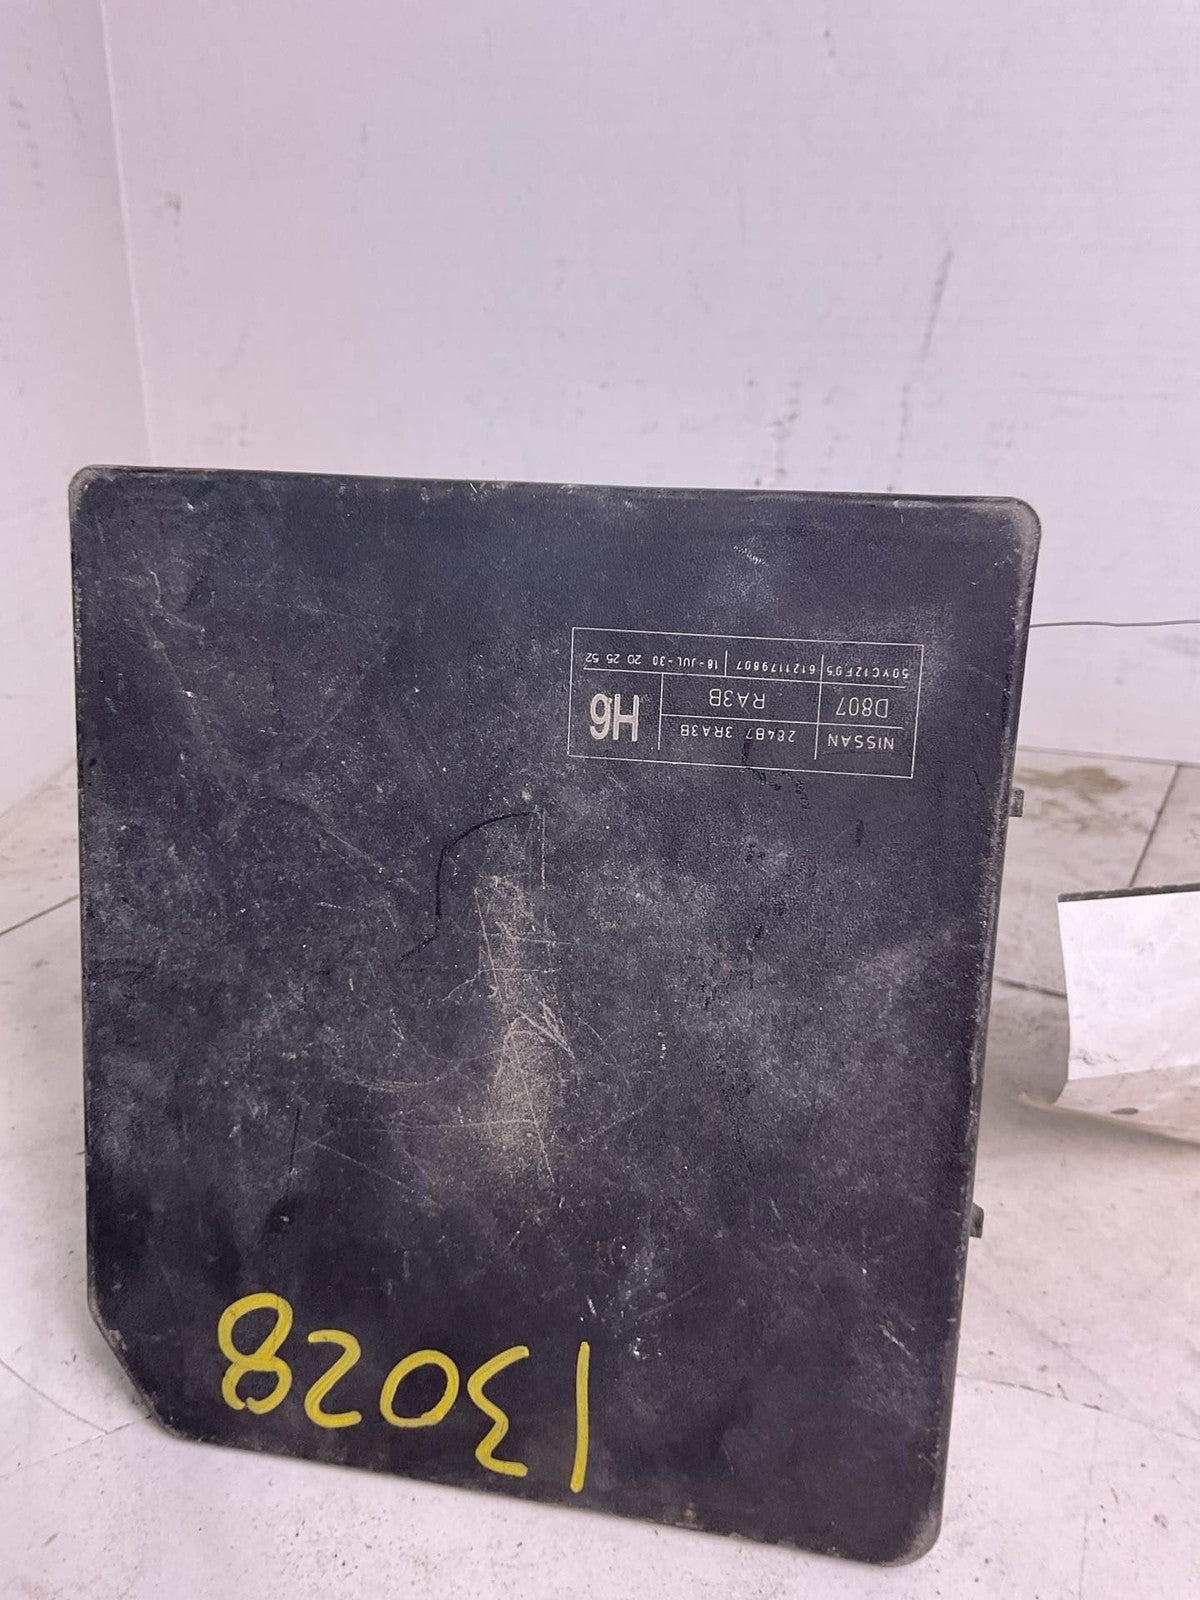 NISSAN 284B7 3RA3B H6
D807 RA3B
50YC12F05 6121179807 18-JUL-30 20 25 52
13028